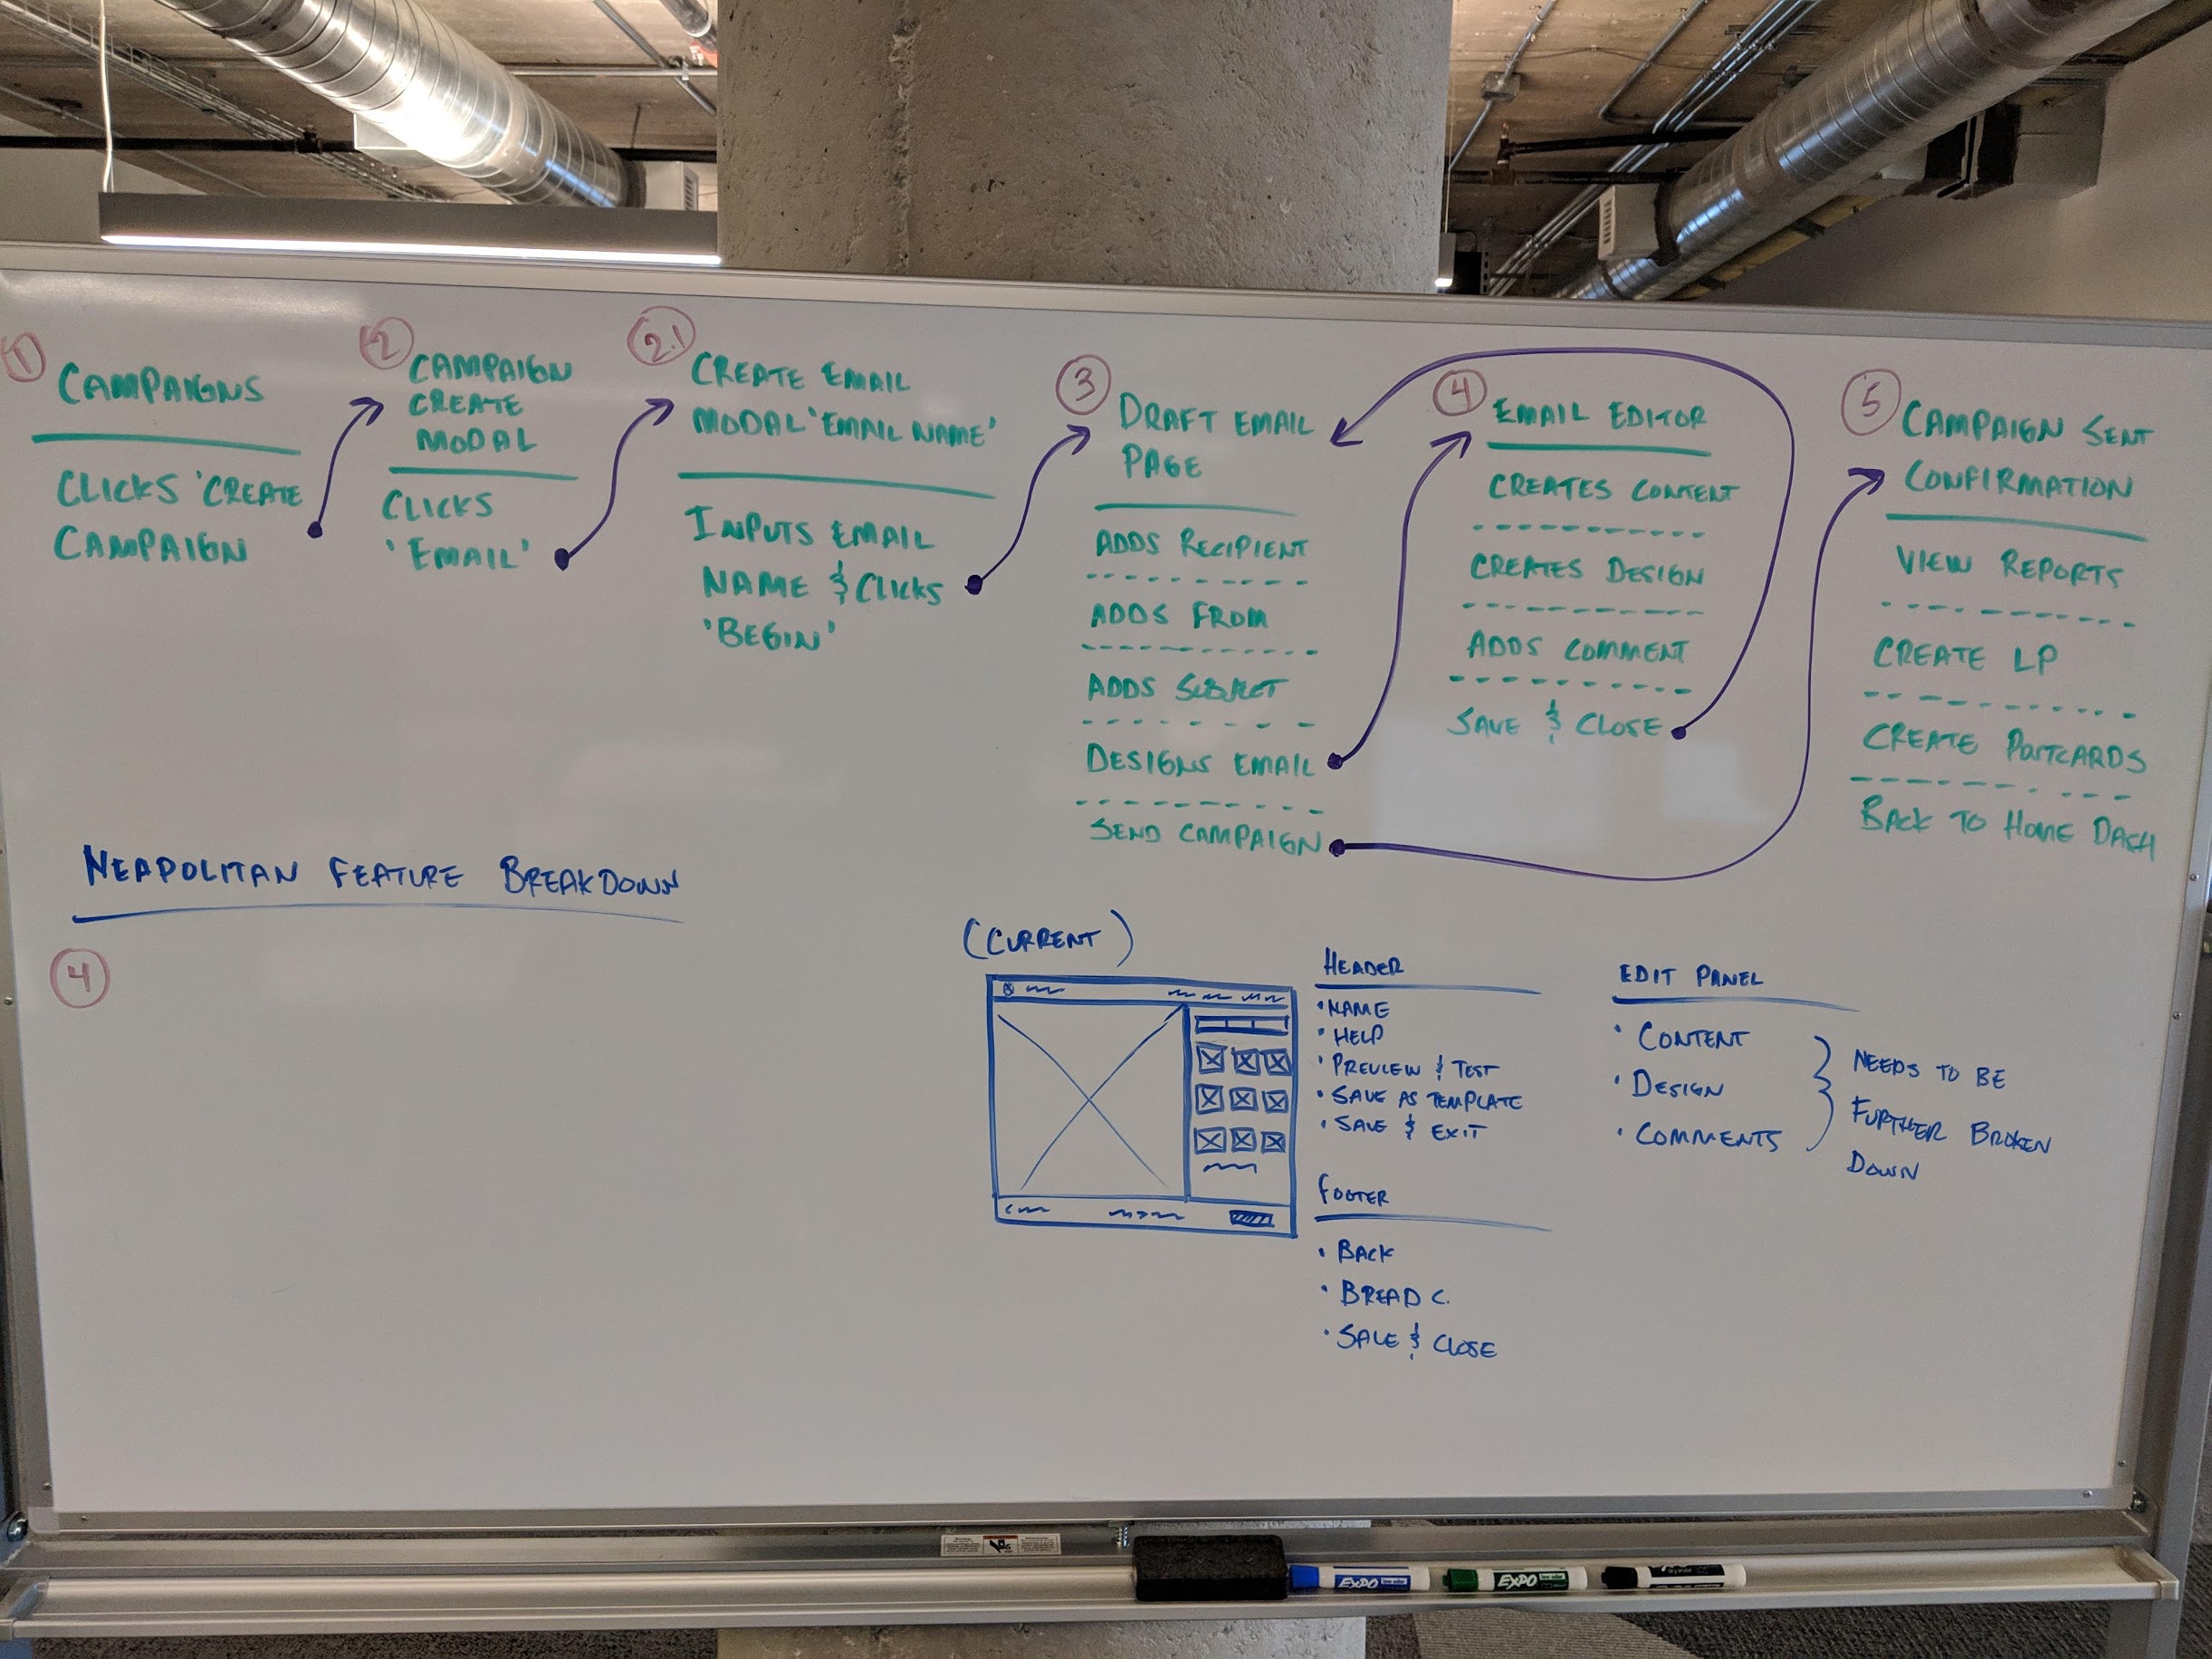 1
CAMPAIGNS
CLICKS 'CREATE
CAMPAIGN
2
CAMPAIGN
CREATE
MODAL
CLICKS
'EMAIL'
2.1
CREATE EMAIL
MODAL 'EMAIL NAME'
INPUTS EMAIL
NAME & CLICKS
'BEGIN'
3
DRAFT EMAIL
PAGE
ADDS RECIPIENT
ADDS FROM
ADDS SUBJECT
DESIGNS EMAIL
SEND CAMPAIGN
4
EMAIL EDITOR
CREATES CONTENT
CREATES DESIGN
ADDS COMMENT
SAVE & CLOSE
5
CAMPAIGN SENT
CONFIRMATION
VIEW REPORTS
CREATE LP
CREATE POSTCARDS
BACK TO HOME DASH
NEAPOLITAN FEATURE BREAKDOWN
4
(CURRENT)
HEADER
• NAME
• HELP
• PREVIEW & TEST
• SAVE AS TEMPLATE
• SAVE & EXIT
FOOTER
• BACK
• BREAD C.
• SAVE & CLOSE
EDIT PANEL
• CONTENT
• DESIGN
• COMMENTS
NEEDS TO BE
FURTHER BROKEN
DOWN
EXPO
EXPO